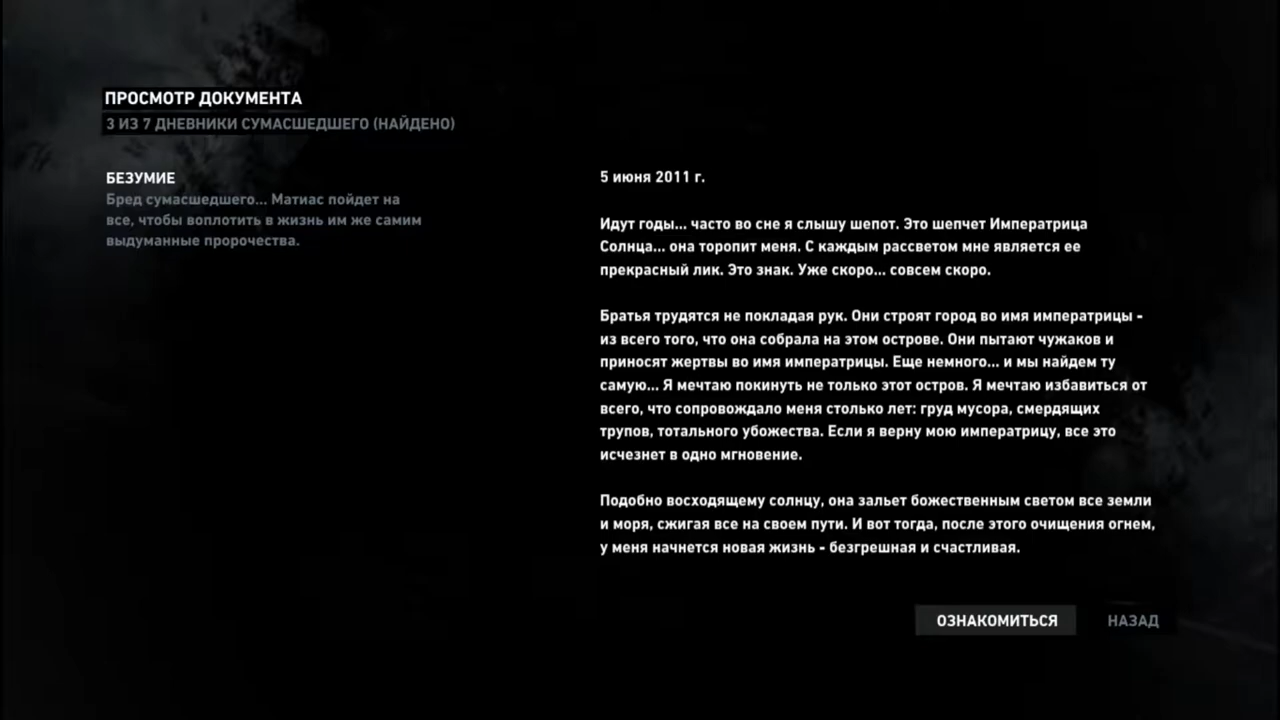 ПРОСМОТР ДОКУМЕНТА
3 ИЗ 7 ДНЕВНИКИ СУМАСШЕДШЕГО (НАЙДЕНО)
БЕЗУМИЕ
Бред сумасшедшего... Матиас пойдет на
все, чтобы воплотить в жизнь им же самим
выдуманные пророчества.
5 июня 2011 г.
Идут годы... часто во сне я слышу шепот. Это шепчет Императрица
Солнца... она торопит меня. С каждым рассветом мне является ее
прекрасный лик. Это знак. Уже скоро... совсем скоро.
Братья трудятся не покладая рук. Они строят город во имя императрицы -
из всего того, что она собрала на этом острове. Они пытают чужаков и
приносят жертвы во имя императрицы. Еще немного... и мы найдем ту
самую... Я мечтаю покинуть не только этот остров. Я мечтаю избавиться от
всего, что сопровождало меня столько лет: груд мусора, смердящих
трупов, тотального убожества. Если я верну мою императрицу, все это
исчезнет в одно мгновение.
Подобно восходящему солнцу, она зальет божественным светом все земли
и моря, сжигая все на своем пути. И вот тогда, после этого очищения огнем,
у меня начнется новая жизнь - безгрешная и счастливая.
ОЗНАКОМИТЬСЯ
НАЗАД